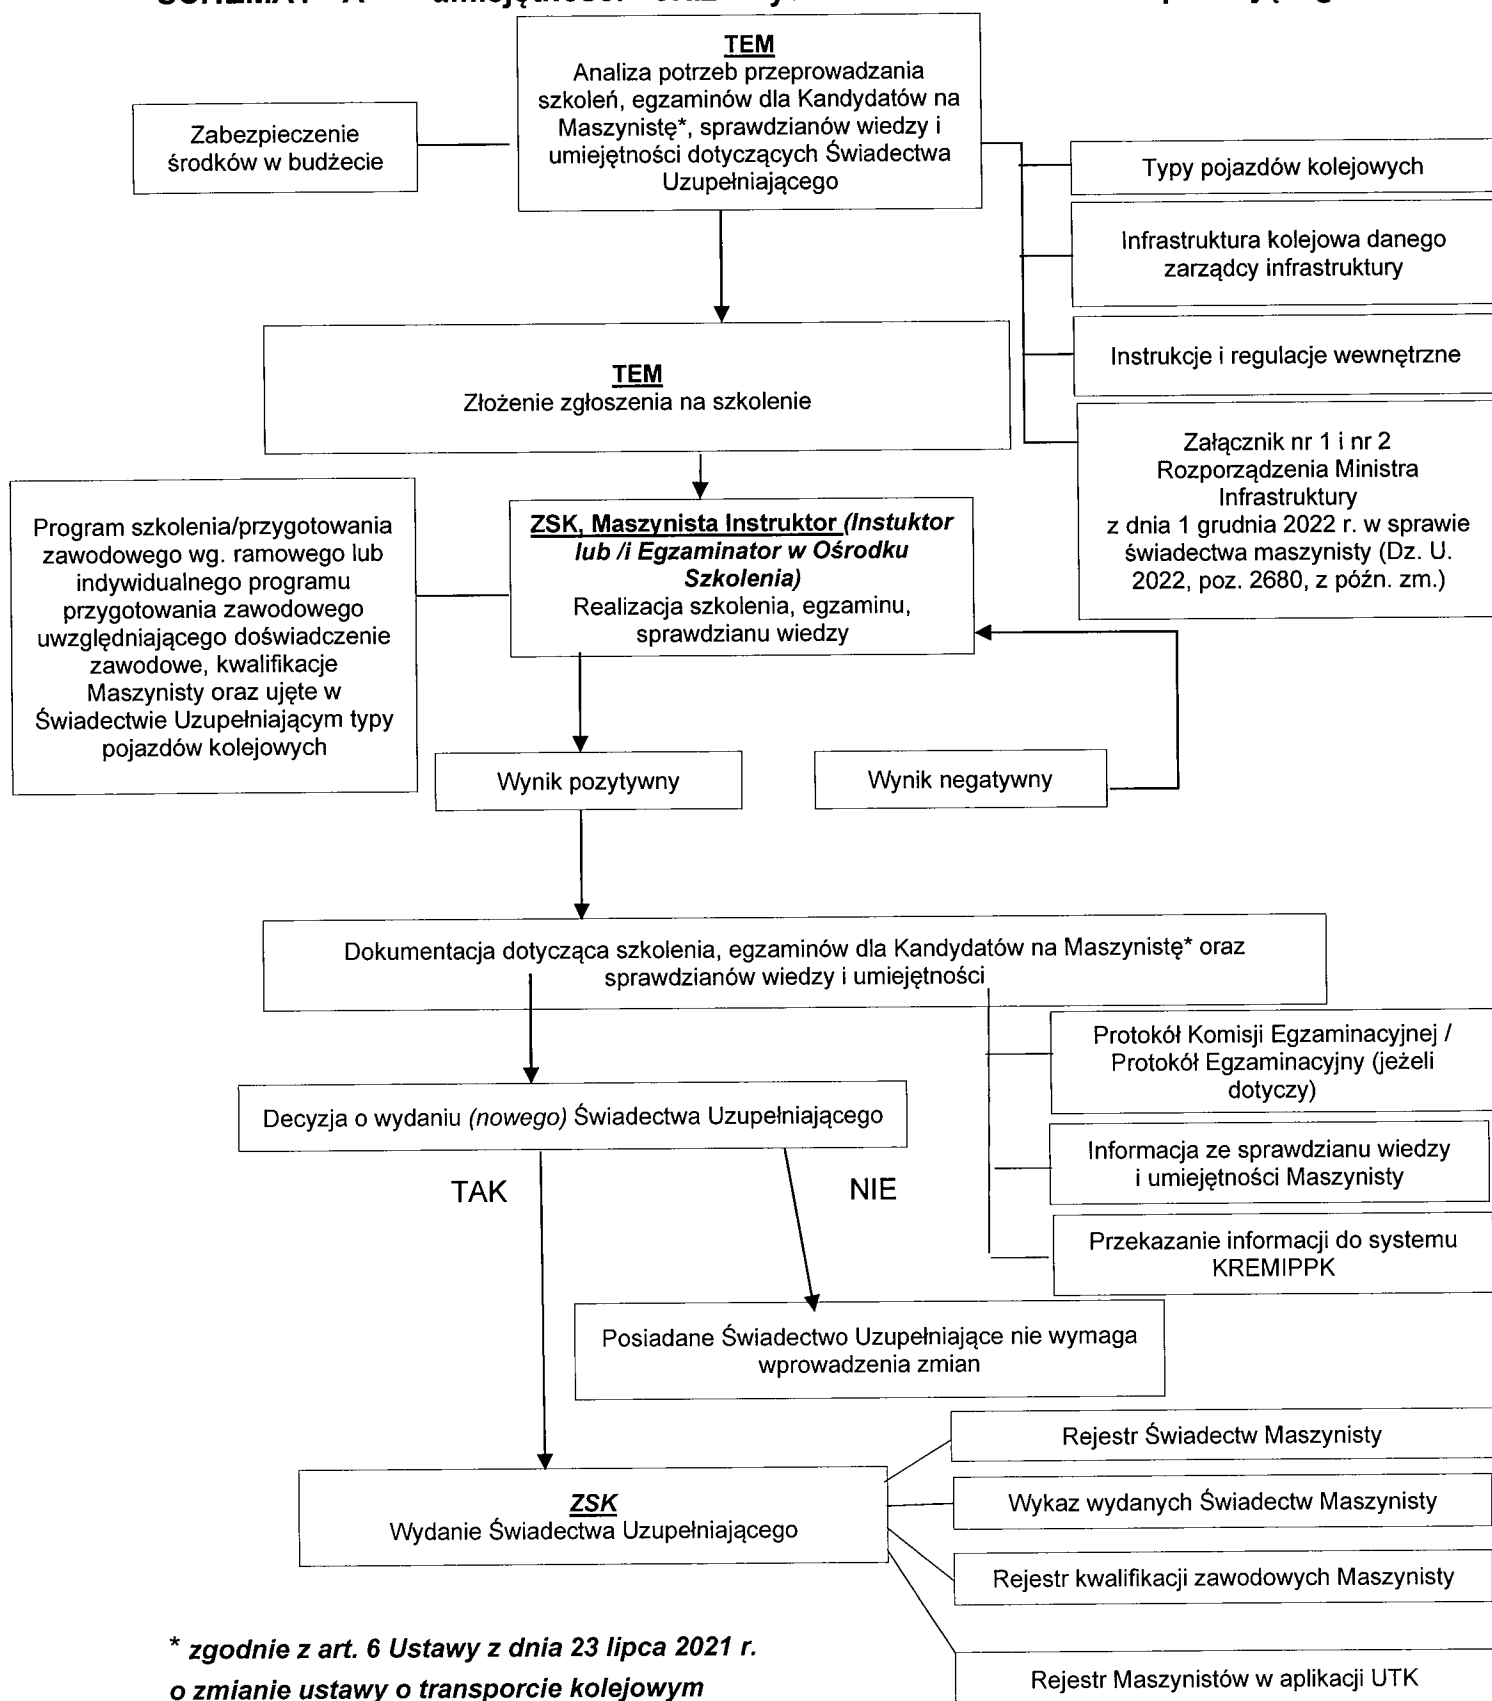 TEM
Analiza potrzeb przeprowadzania
szkoleń, egzaminów dla Kandydatów na
Maszynistę*, sprawdzianów wiedzy i
umiejętności dotyczących Świadectwa
Uzupełniającego
Zabezpieczenie
środków w budżecie
Typy pojazdów kolejowych
Infrastruktura kolejowa danego
zarządcy infrastruktury
Instrukcje i regulacje wewnętrzne
Załącznik nr 1 i nr 2
Rozporządzenia Ministra
Infrastruktury
z dnia 1 grudnia 2022 r. w sprawie
świadectwa maszynisty (Dz. U.
2022, poz. 2680, z późn. zm.)
TEM
Złożenie zgłoszenia na szkolenie
Program szkolenia/przygotowania
zawodowego wg. ramowego lub
indywidualnego programu
przygotowania zawodowego
uwzględniającego doświadczenie
zawodowe, kwalifikacje
Maszynisty oraz ujęte w
Świadectwie Uzupełniającym typy
pojazdów kolejowych
ZSK, Maszynista Instruktor (Instuktor
lub /i Egzaminator w Ośrodku
Szkolenia)
Realizacja szkolenia, egzaminu,
sprawdzianu wiedzy
Wynik pozytywny
Wynik negatywny
Dokumentacja dotycząca szkolenia, egzaminów dla Kandydatów na Maszynistę* oraz
sprawdzianów wiedzy i umiejętności
Protokół Komisji Egzaminacyjnej /
Protokół Egzaminacyjny (jeżeli
dotyczy)
Informacja ze sprawdzianu wiedzy
i umiejętności Maszynisty
Przekazanie informacji do systemu
KREMIPPK
Decyzja o wydaniu (nowego) Świadectwa Uzupełniającego
TAK
NIE
Posiadane Świadectwo Uzupełniające nie wymaga
wprowadzenia zmian
ZSK
Wydanie Świadectwa Uzupełniającego
Rejestr Świadectw Maszynisty
Wykaz wydanych Świadectw Maszynisty
Rejestr kwalifikacji zawodowych Maszynisty
Rejestr Maszynistów w aplikacji UTK
* zgodnie z art. 6 Ustawy z dnia 23 lipca 2021 r.
o zmianie ustawy o transporcie kolejowym